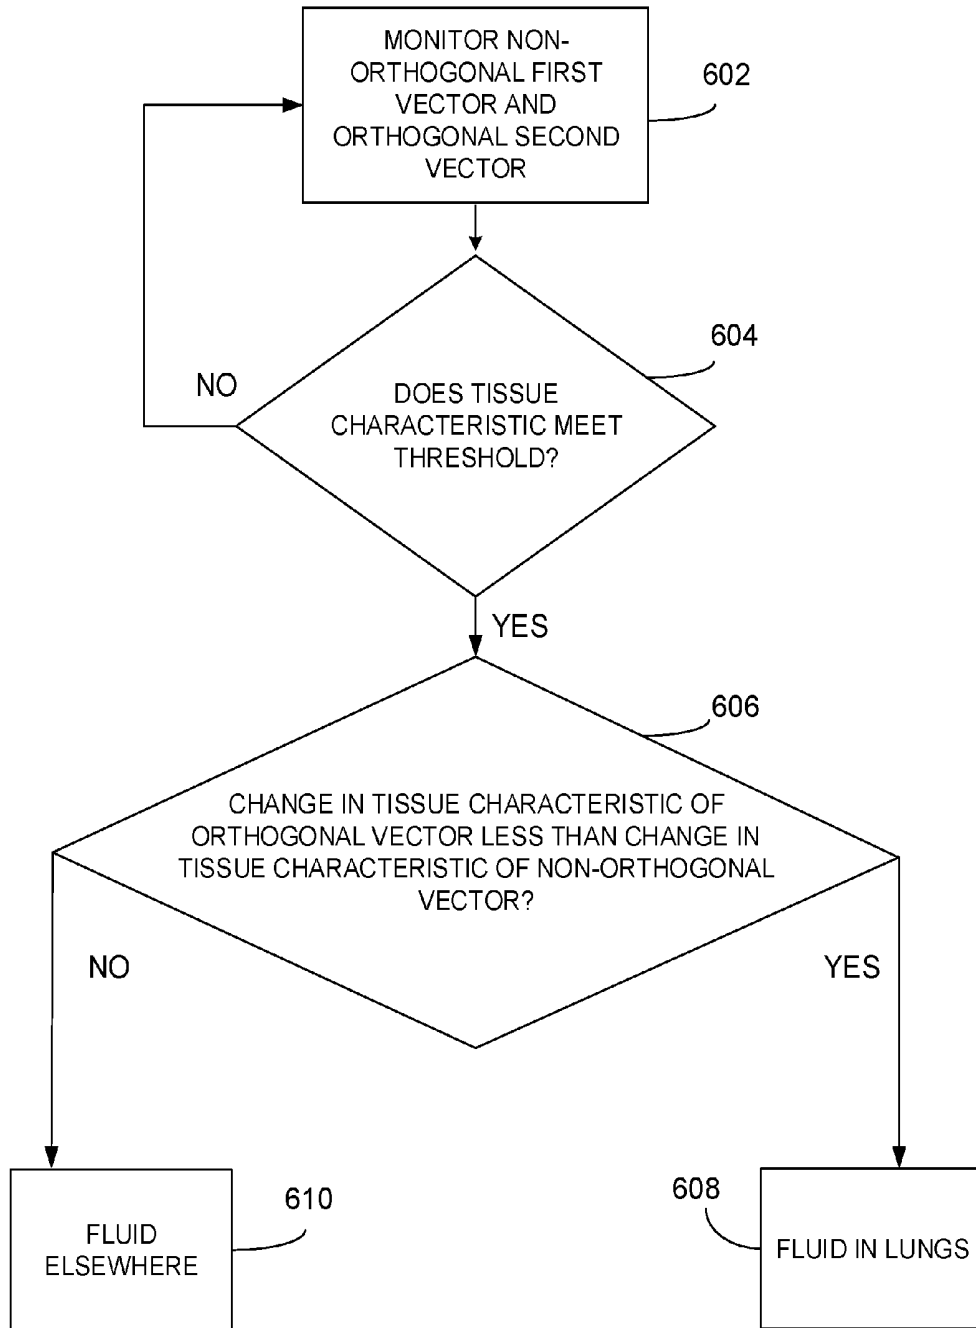 MONITOR NON-
ORTHOGONAL FIRST
VECTOR AND
ORTHOGONAL SECOND
VECTOR
602
604
NO
DOES TISSUE
CHARACTERISTIC MEET
THRESHOLD?
YES
606
CHANGE IN TISSUE CHARACTERISTIC OF
ORTHOGONAL VECTOR LESS THAN CHANGE IN
TISSUE CHARACTERISTIC OF NON-ORTHOGONAL
VECTOR?
NO
YES
610
608
FLUID
ELSEWHERE
FLUID IN LUNGS